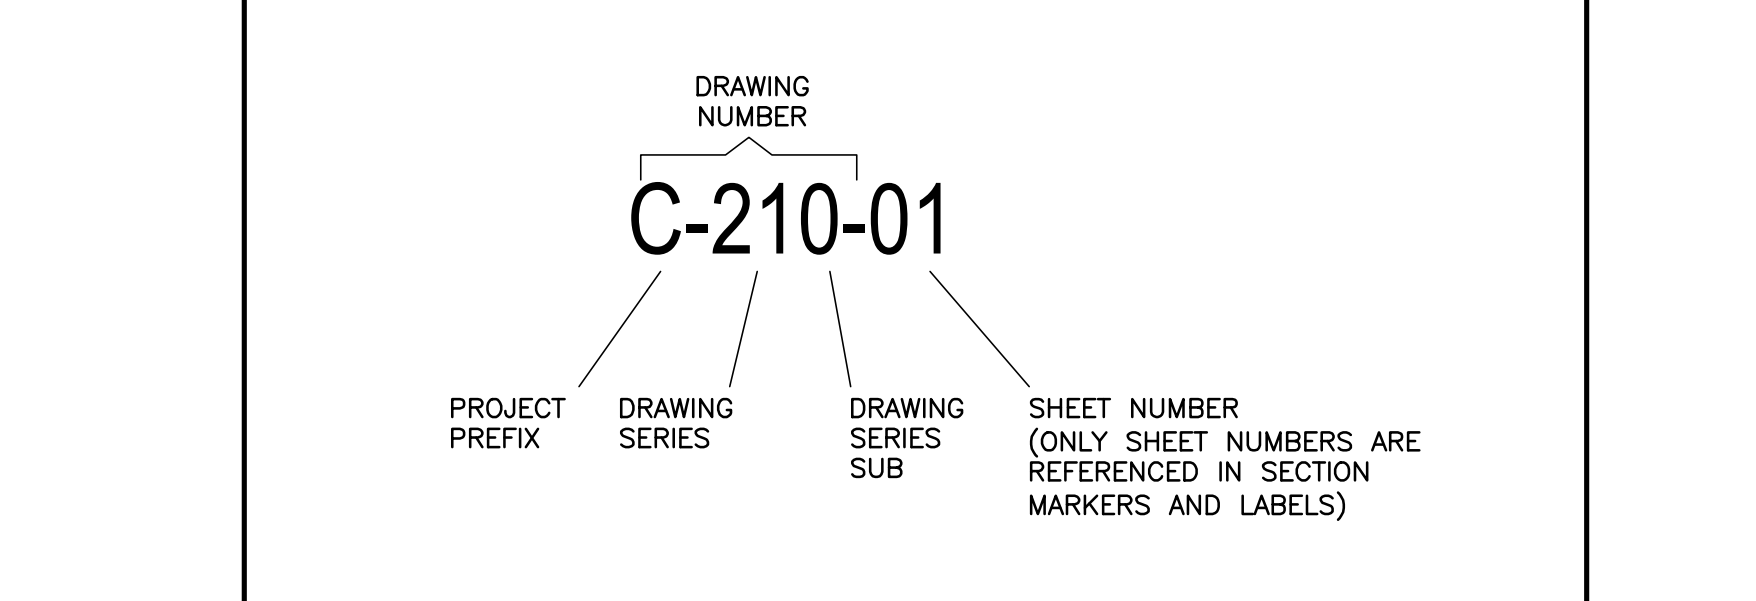 DRAWING
NUMBER
C-210-01
PROJECT
PREFIX
DRAWING
SERIES
DRAWING
SERIES
SUB
SHEET NUMBER
(ONLY SHEET NUMBERS ARE
REFERENCED IN SECTION
MARKERS AND LABELS)